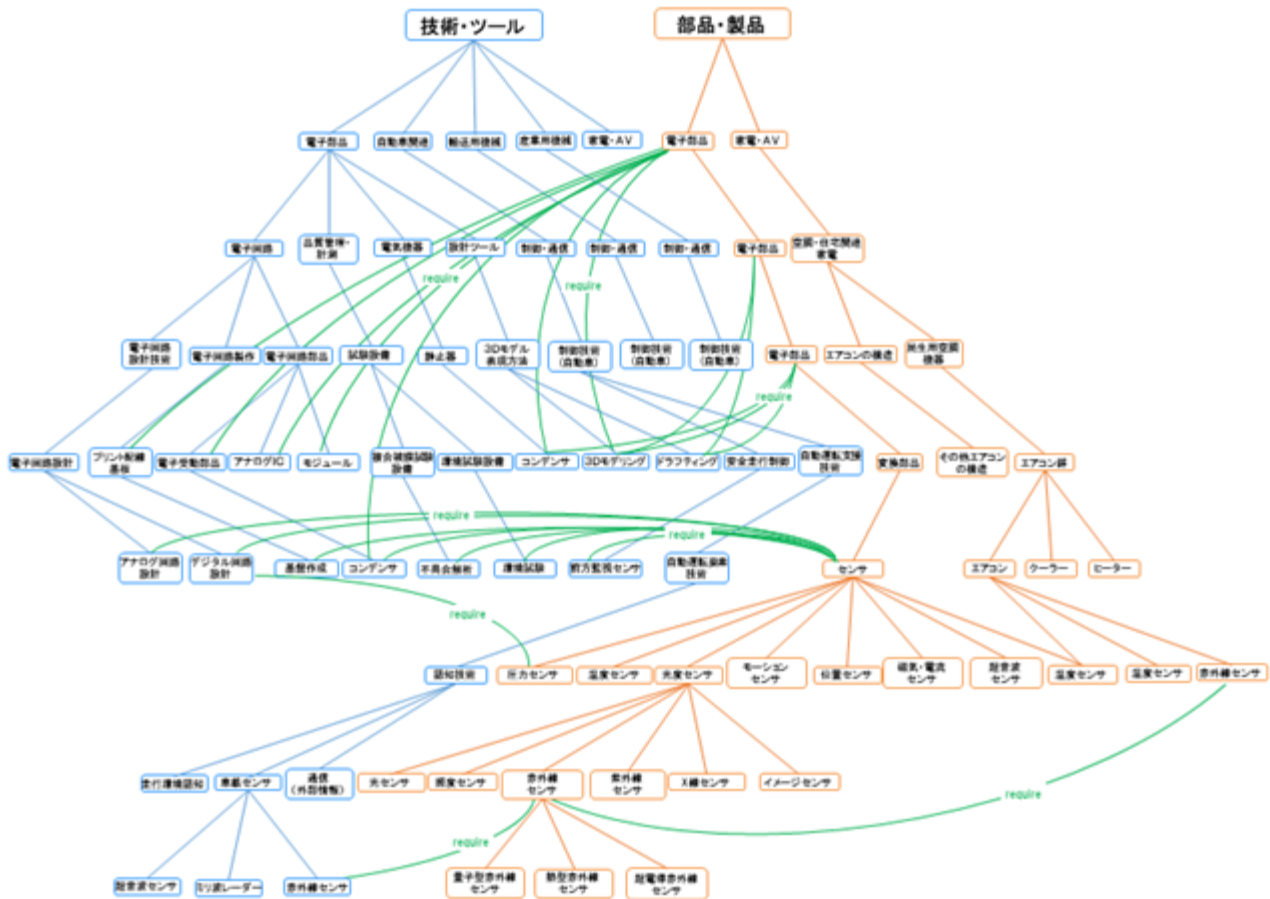 技術・ツール
部品・製品
電子部品
自動車関連
輸送用機械
産業用機械
家電・AV
電子部品
家電・AV
電子回路
品質管理・
計測
電気機器
設計ツール
制御・通信
制御・通信
制御・通信
電子部品
空調・住宅関連
家電
require
require
電子回路
設計技術
電子回路製作
電子回路部品
試験設備
静止器
3Dモデル
表現方法
制御技術
(自動車)
制御技術
(自動車)
制御技術
(自動車)
電子部品
エアコンの構造
民生用空調
機器
require
電子回路設計
プリント配線
基板
電子受動部品
アナログIC
モジュール
複合被膜試験
設備
環境試験設備
コンデンサ
3Dモデリング
ドラフティング
安全走行制御
自動運転支援
技術
変換部品
その他エアコン
の構造
エアコン
require
require
アナログ回路
設計
デジタル回路
設計
基盤作成
コンデンサ
不具合解析
環境試験
前方監視センサ
自動運転
技術
センサ
エアコン
クーラー
ヒーター
require
認知技術
圧力センサ
温度センサ
光度センサ
モーション
センサ
位置センサ
磁気・電流
センサ
超音波
センサ
温度センサ
湿度センサ
赤外線センサ
走行環境認知
車載センサ
通信
(外部情報)
光センサ
照度センサ
赤外線
センサ
紫外線
センサ
X線センサ
イメージセンサ
require
require
超音波センサ
ミリ波レーダー
赤外線センサ
量子型赤外線
センサ
熱型赤外線
センサ
超電導赤外線
センサ